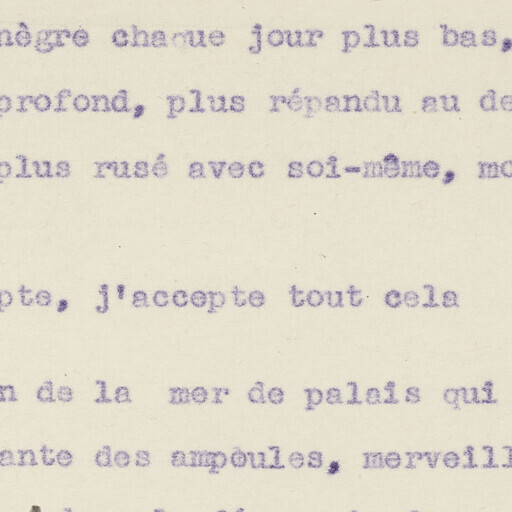 nègre chaque jour plus bas,
profond, plus répandu au de
plus rusé avec soi-même, mo
pte, j'accepte tout cela
n de la mer de palais qui
ante des ampoules, merveill